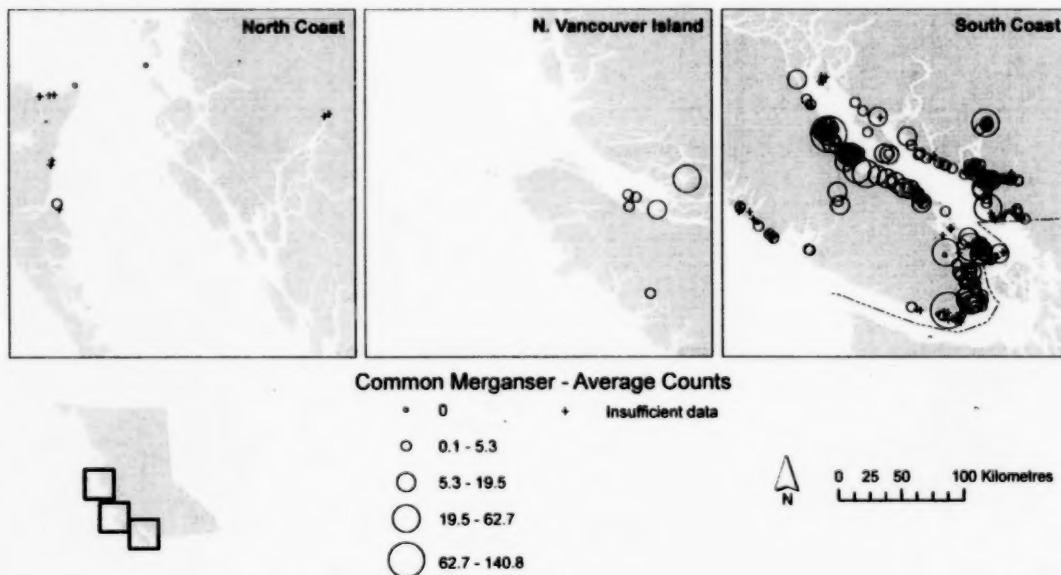 North Coast
N. Vancouver Island
South Coast
Common Merganser - Average Counts
0
Insufficient data
0.1 - 5.3
5.3 - 19.5
19.5 - 62.7
62.7 - 140.8
N
0 25 50 100 Kilometres